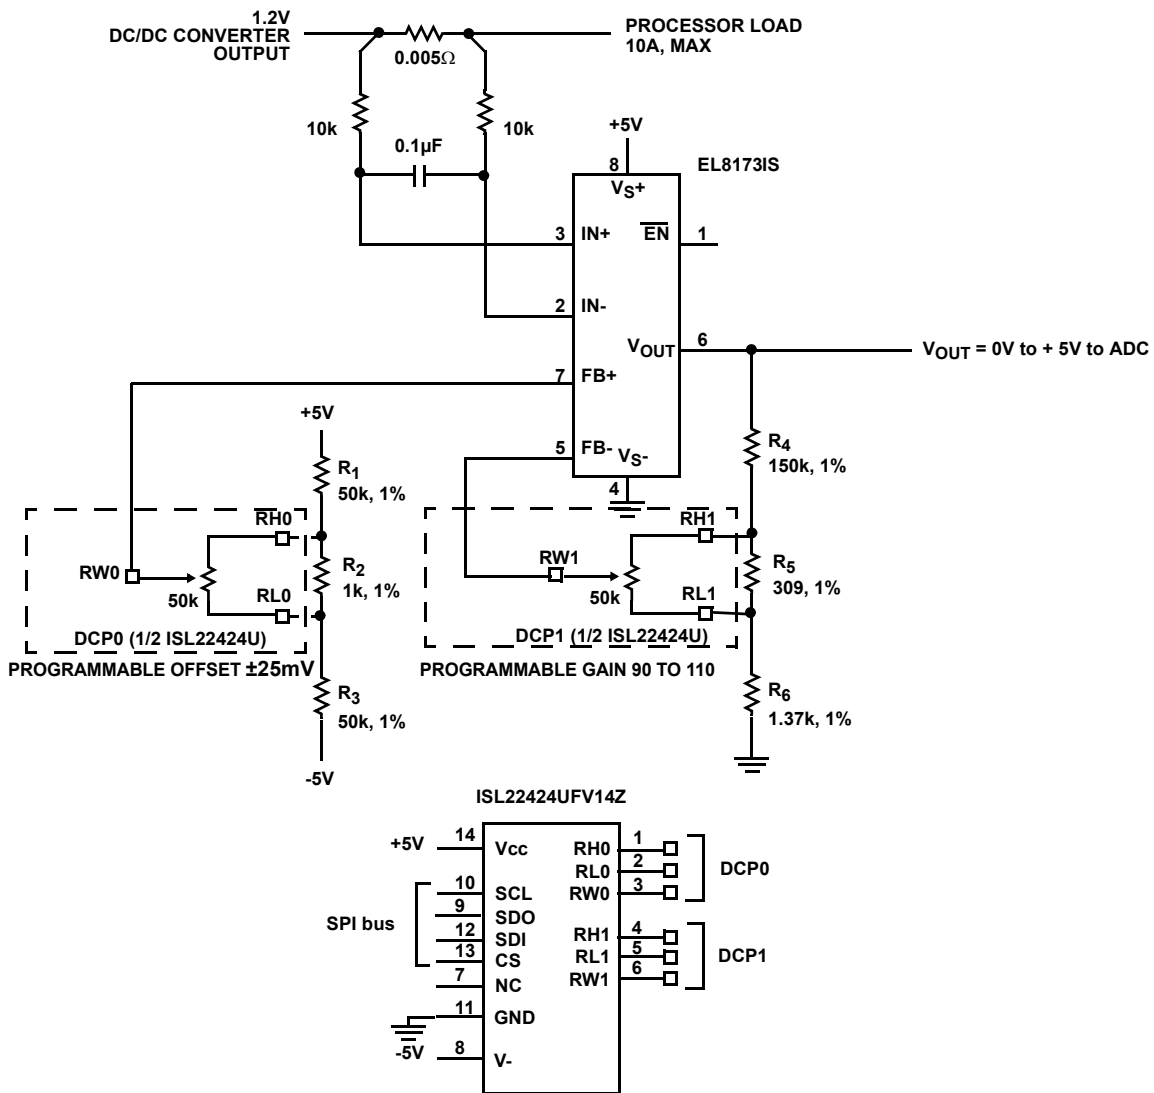 1.2V
DC/DC CONVERTER
OUTPUT
PROCESSOR LOAD
10A, MAX
0.005Ω
10k
10k
0.1µF
+5V
EL8173IS
8
VS+
3
IN+
EN
1
2
IN-
VOUT
6
VOUT = 0V to + 5V to ADC
7
FB+
+5V
5
FB-
VS-
4
R4
150k, 1%
R1
50k, 1%
RH0
RH1
RW0
R2
1k, 1%
RW1
R5
309, 1%
50k
RL0
50k
RL1
DCP0 (1/2 ISL22424U)
DCP1 (1/2 ISL22424U)
PROGRAMMABLE OFFSET ±25mV
PROGRAMMABLE GAIN 90 TO 110
R3
50k, 1%
R6
1.37k, 1%
-5V
ISL22424UFV14Z
+5V
14
Vcc
RH0
1
RL0
2
RW0
3
DCP0
SPI bus
10
SCL
9
SDO
12
SDI
13
CS
RH1
4
RL1
5
RW1
6
DCP1
7
NC
11
GND
-5V
8
V-